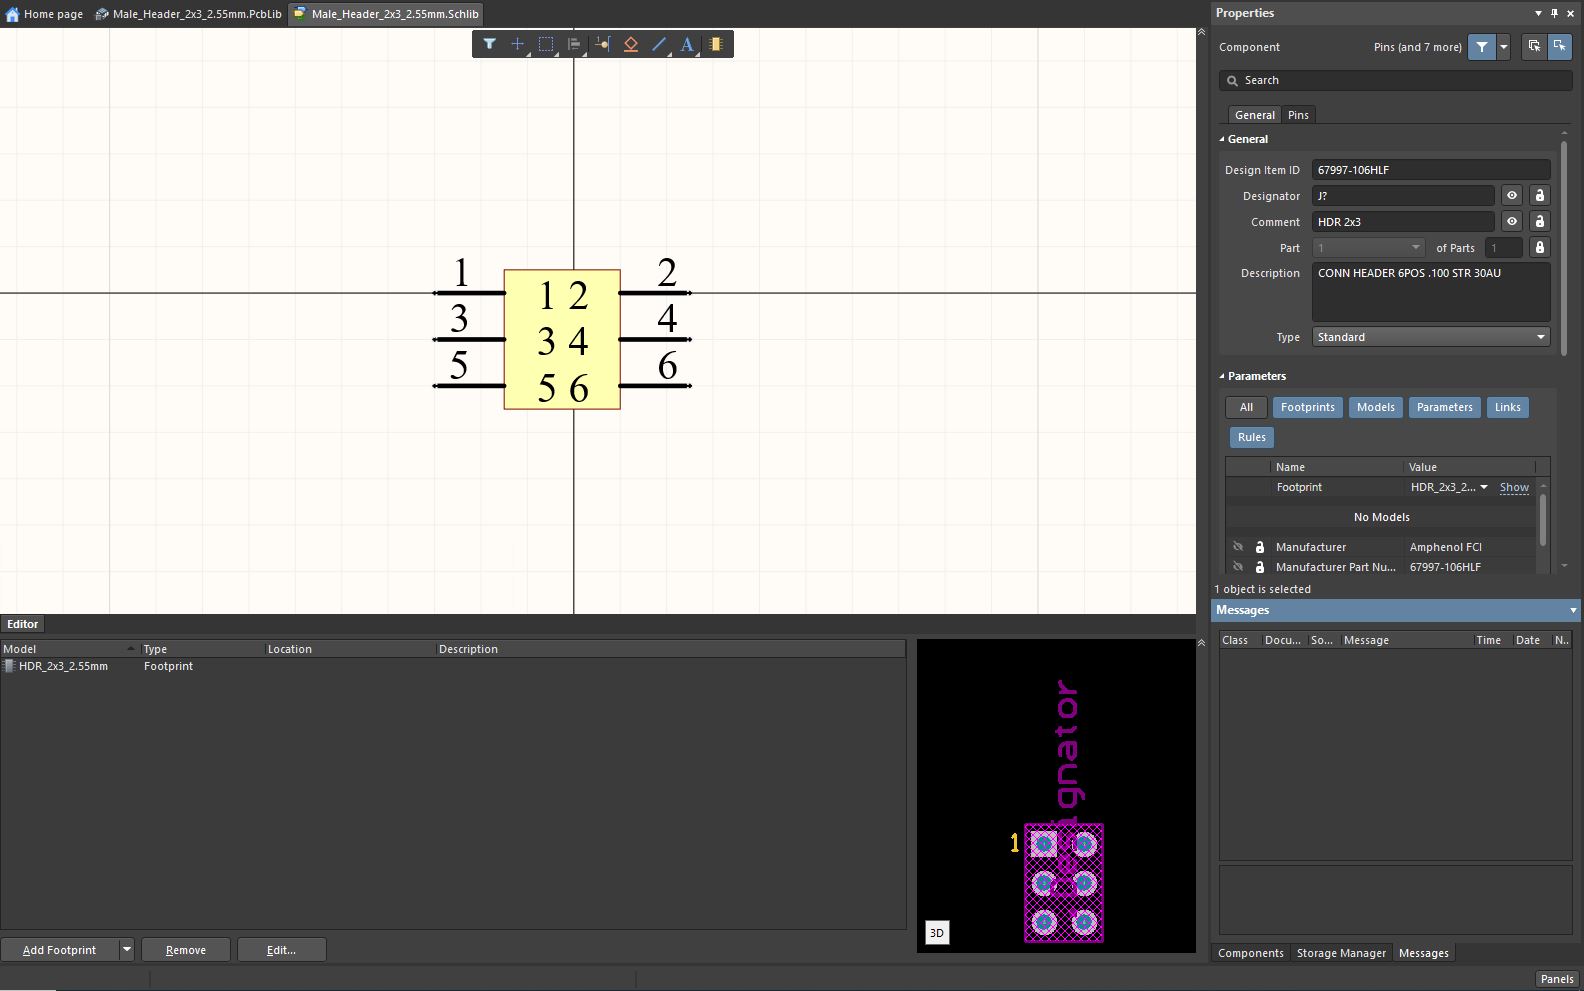 Home page Male_Header_2x3_2.55mm.PcbLib Male_Header_2x3_2.55mm.Schlib
A
1 2
3 4
5 6
1 2
3 4
5 6
Editor
Model Type Location Description
HDR_2x3_2.55mm Footprint
Designator
1
3D
Add Footprint Remove Edit...
Properties
Component Pins (and 7 more)
Search
General Pins
General
Design Item ID 67997-106HLF
Designator J?
Comment HDR 2x3
Part 1 of Parts 1
Description CONN HEADER 6POS .100 STR 30AU
Type Standard
Parameters
All Footprints Models Parameters Links
Rules
Name Value
Footprint HDR_2x3_2... Show
No Models
Manufacturer Amphenol FCI
Manufacturer Part Nu... 67997-106HLF
1 object is selected
Messages
Class Docu... So... Message Time Date N..
Components Storage Manager Messages
Panels